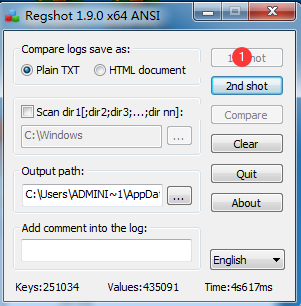 Regshot 1.9.0 x64 ANSI
Compare logs save as:
Plain TXT
HTML document
1
shot
2nd shot
Scan dir1[;dir2;dir3;...;dir nn]:
Compare
C:\Windows
...
Clear
Output path:
Quit
C:\Users\ADMINI~1\AppDa
...
About
Add comment into the log:
English
Keys:251034 Values:435091 Time:4s617ms